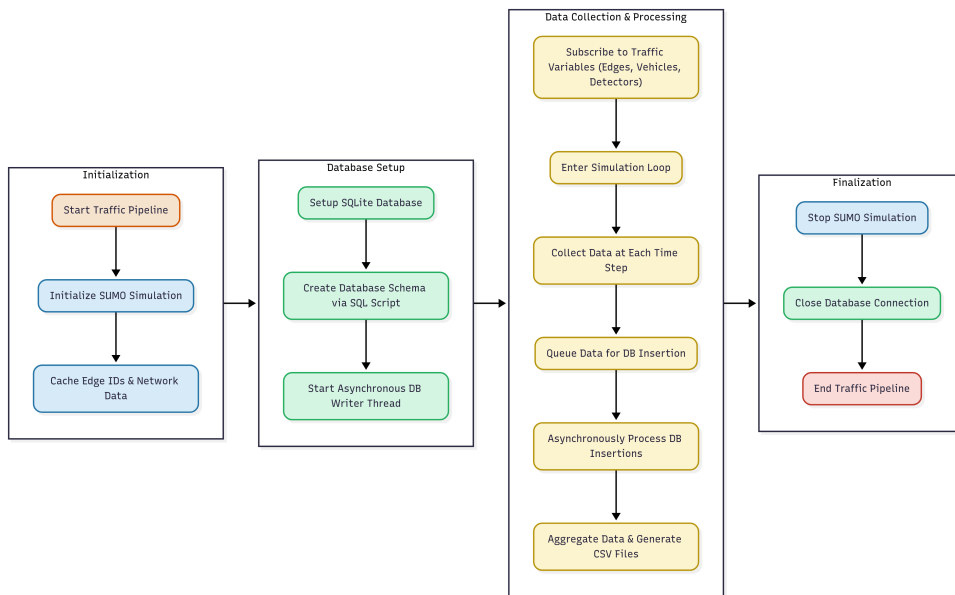 Initialization
Start Traffic Pipeline
Initialize SUMO Simulation
Cache Edge IDs & Network
Data
Database Setup
Setup SQLite Database
Create Database Schema
via SQL Script
Start Asynchronous DB
Writer Thread
Data Collection & Processing
Subscribe to Traffic
Variables (Edges, Vehicles,
Detectors)
Enter Simulation Loop
Collect Data at Each Time
Step
Queue Data for DB Insertion
Asynchronously Process DB
Insertions
Aggregate Data & Generate
CSV Files
Finalization
Stop SUMO Simulation
Close Database Connection
End Traffic Pipeline